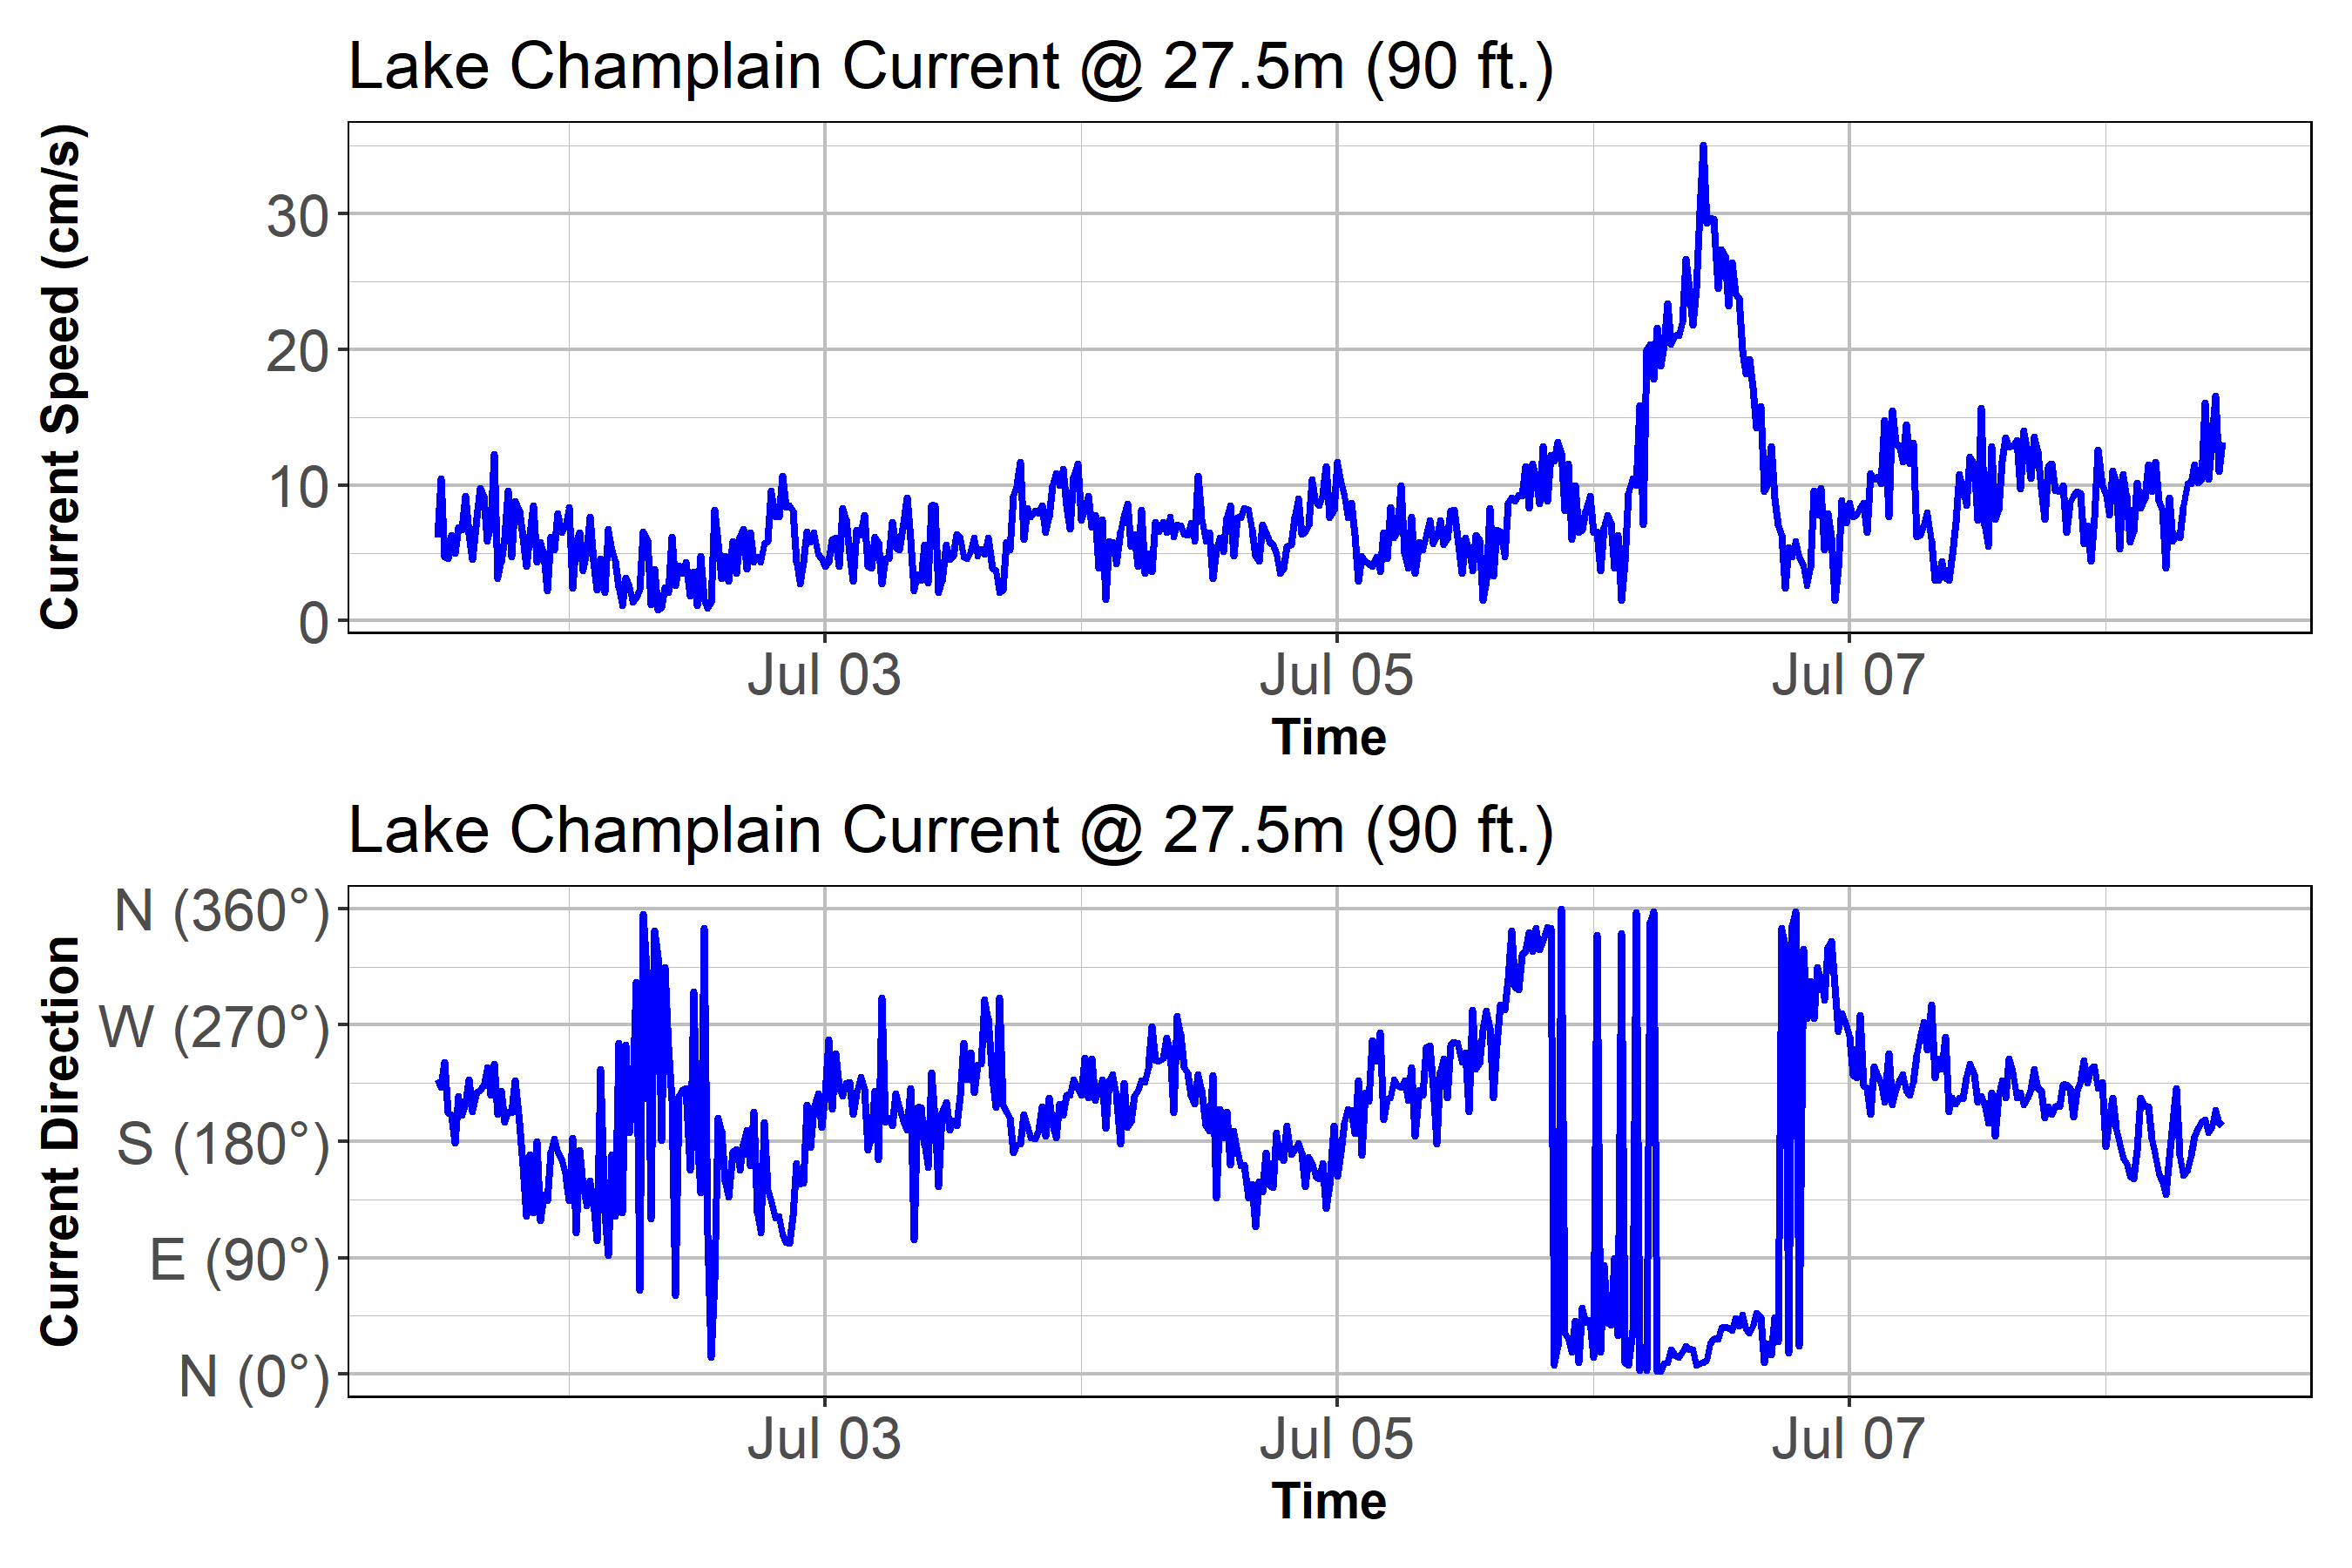 Lake Champlain Current @ 27.5m (90 ft.)
Current Speed (cm/s)
30
20
10
0
Jul 03 Jul 05 Jul 07
Time
Lake Champlain Current @ 27.5m (90 ft.)
Current Direction
N (360°)
W (270°)
S (180°)
E (90°)
N (0°)
Jul 03 Jul 05 Jul 07
Time